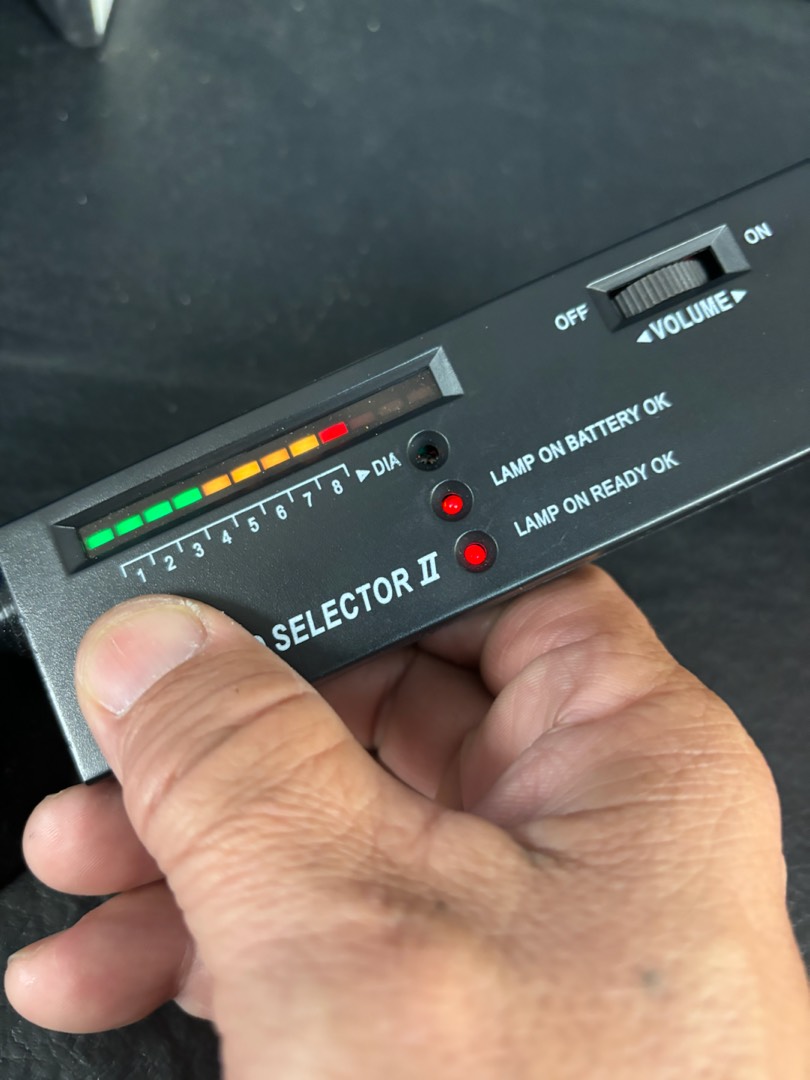 ON
OFF
◀VOLUME▶
1 2 3 4 5 6 7 8 ▶DIA
LAMP ON BATTERY OK
LAMP ON READY OK
SELECTOR II